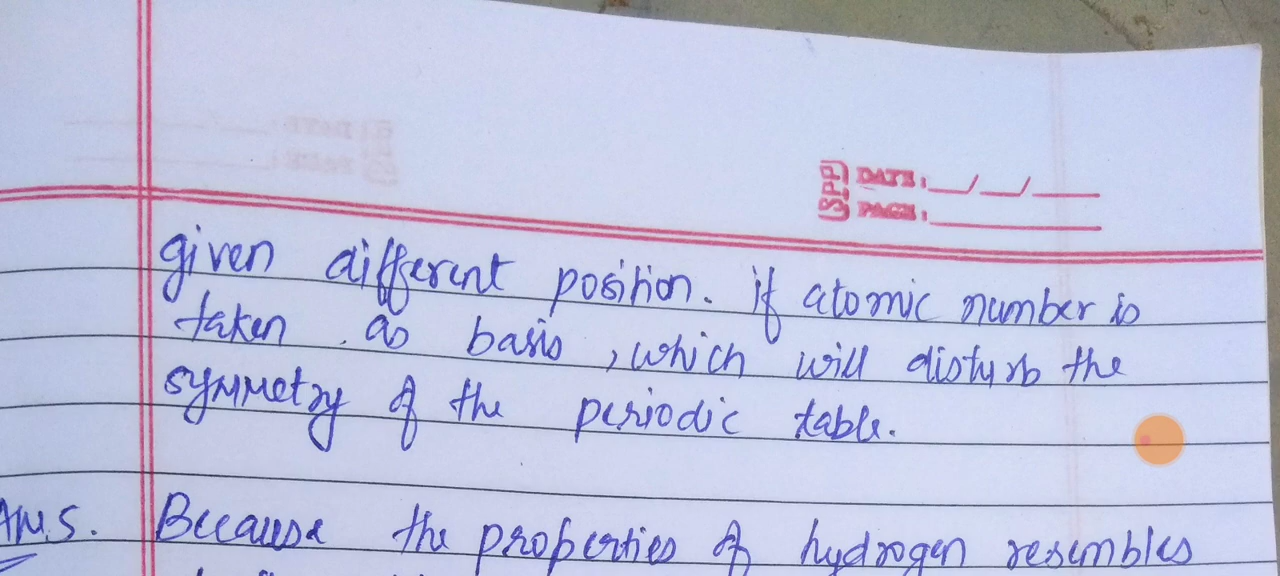 SPP DATE: / /
PAGE:
given different position. if atomic number is
taken as basis, which will disturb the
symmetry of the periodic table.
Ans. Because the properties of hydrogen resembles